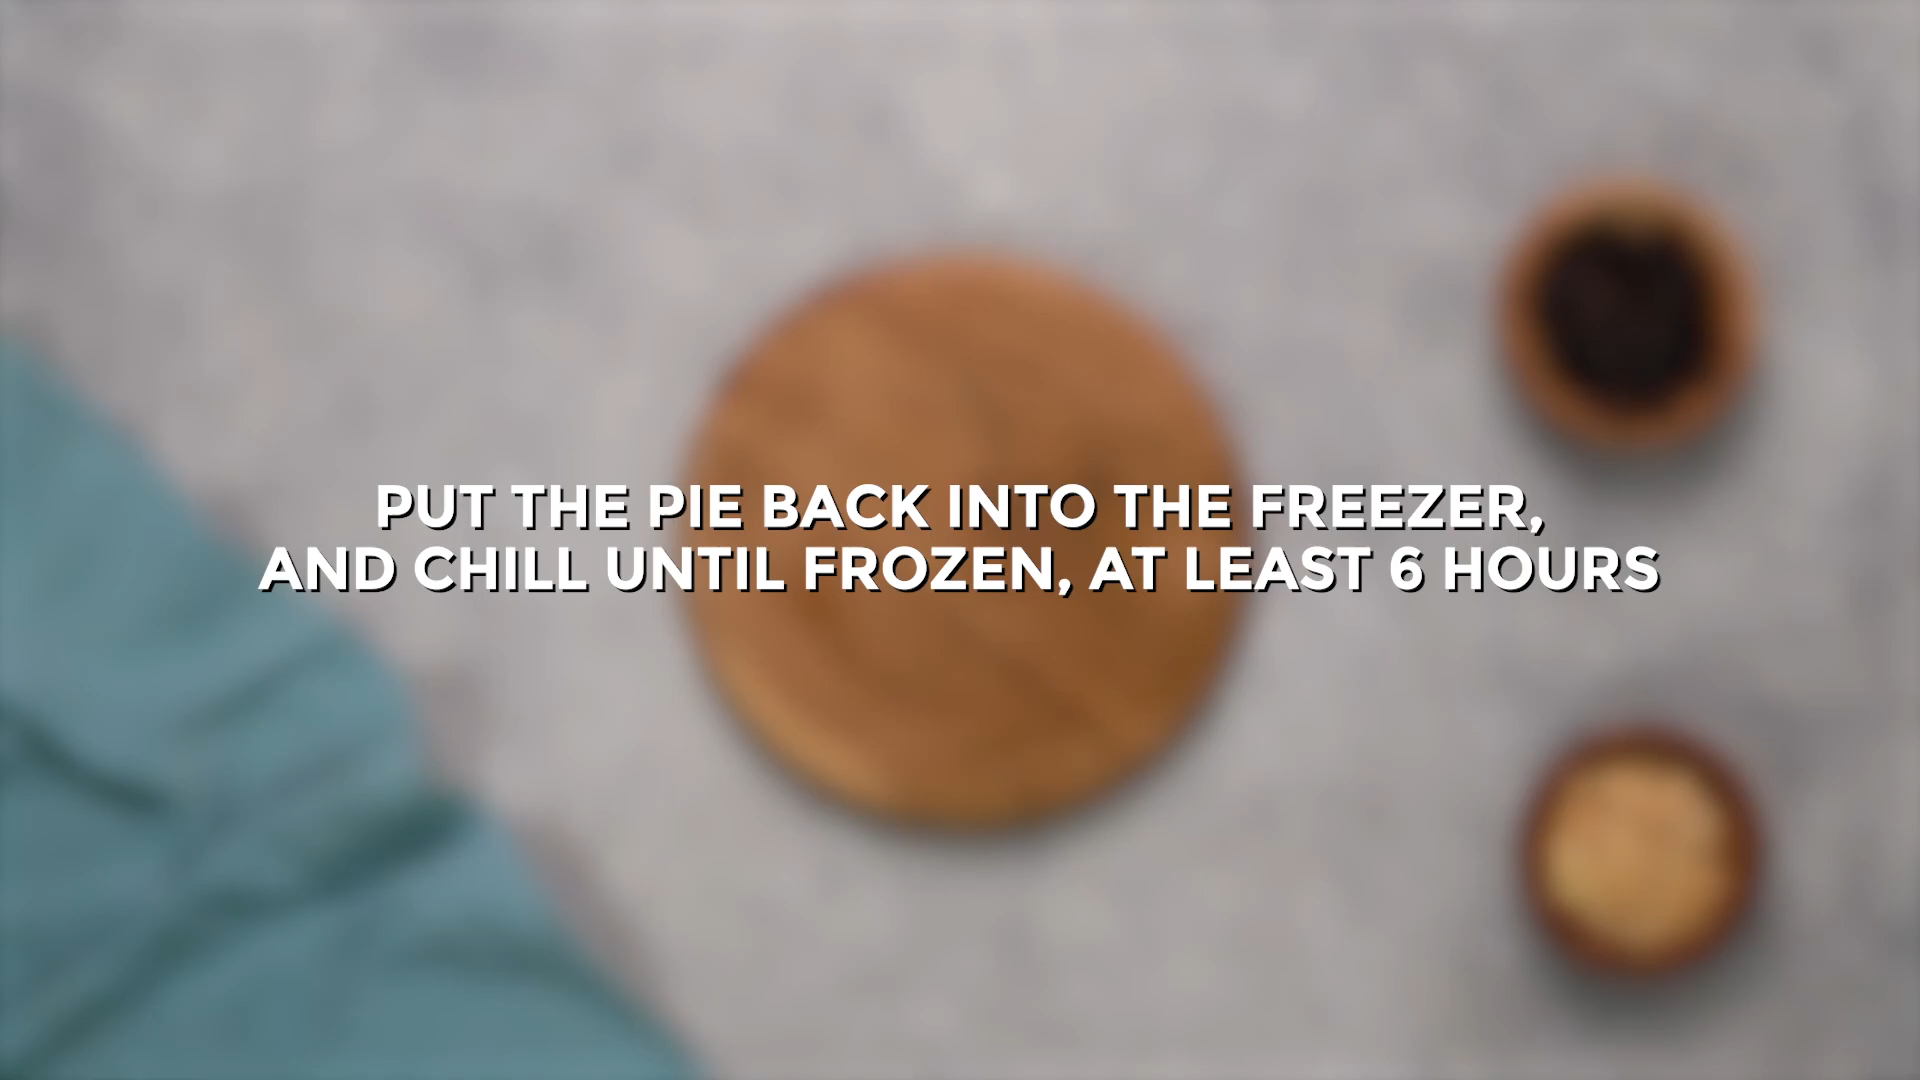 PUT THE PIE BACK INTO THE FREEZER,
AND CHILL UNTIL FROZEN, AT LEAST 6 HOURS